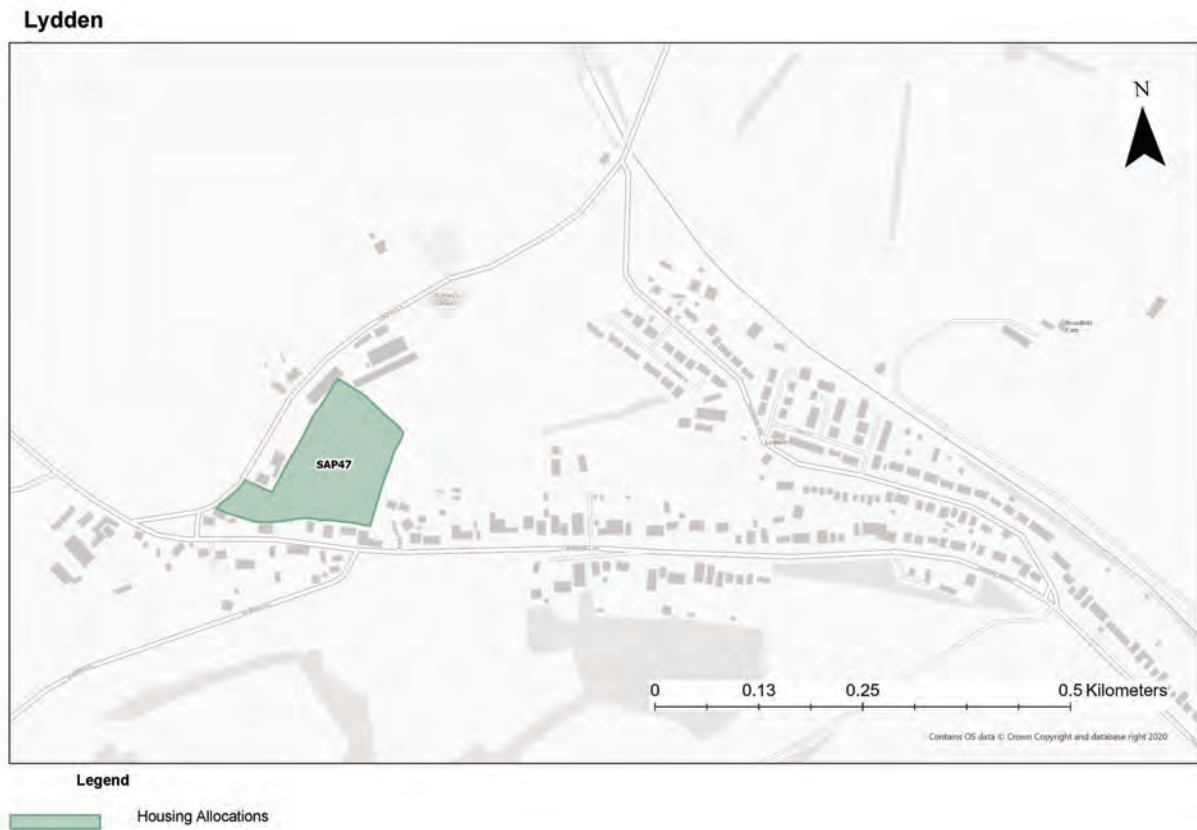 Lydden
N
SAP47
0 0.13 0.25 0.5 Kilometers
Contains OS data © Crown Copyright and database right 2020
Legend
Housing Allocations